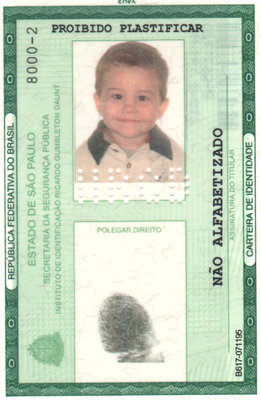 PROIBIDO PLASTIFICAR
8000-2
REPÚBLICA FEDERATIVA DO BRASIL
ESTADO DE SÃO PAULO
SECRETARIA DA SEGURANÇA PÚBLICA
INSTITUTO DE IDENTIFICAÇÃO RICARDO GUMBLETON DAUNT
POLEGAR DIREITO
NÃO ALFABETIZADO
ASSINATURA DO TITULAR
CARTEIRA DE IDENTIDADE
B617-071195